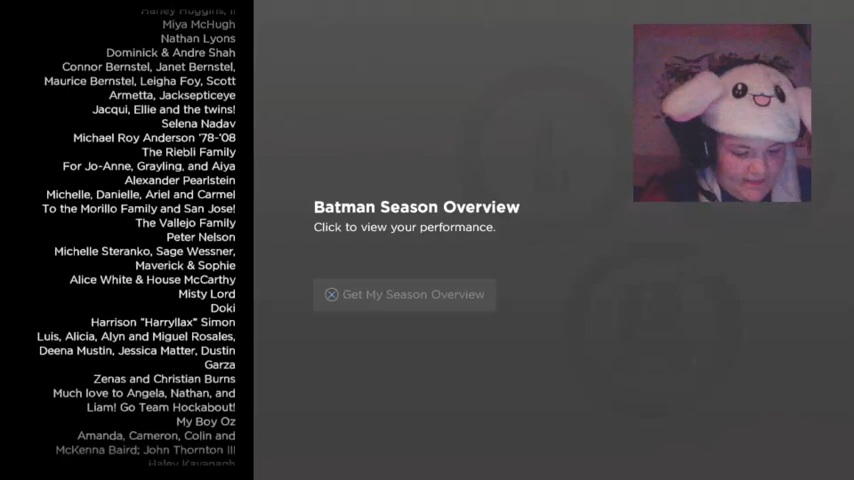 Harley Huggins, II
Miya McHugh
Nathan Lyons
Dominick & Andre Shah
Connor Bernstel, Janet Bernstel,
Maurice Bernstel, Leigha Foy, Scott
Armetta, Jacksepticeye
Jacqui, Ellie and the twins!
Selena Nadav
Michael Roy Anderson '78-'08
The Riebli Family
For Jo-Anne, Grayling, and Aiya
Alexander Pearlstein
Michelle, Danielle, Ariel and Carmel
To the Morillo Family and San Jose!
The Vallejo Family
Peter Nelson
Michelle Steranko, Sage Wessner,
Maverick & Sophie
Alice White & House McCarthy
Misty Lord
Doki
Harrison "Harryllax" Simon
Luis, Alicia, Alyn and Miguel Rosales,
Deena Mustin, Jessica Matter, Dustin
Garza
Zenas and Christian Burns
Much love to Angela, Nathan, and
Liam! Go Team Hockabout!
My Boy Oz
Amanda, Cameron, Colin and
McKenna Baird; John Thornton III
Haley Kavanagh
Batman Season Overview
Click to view your performance.
Get My Season Overview